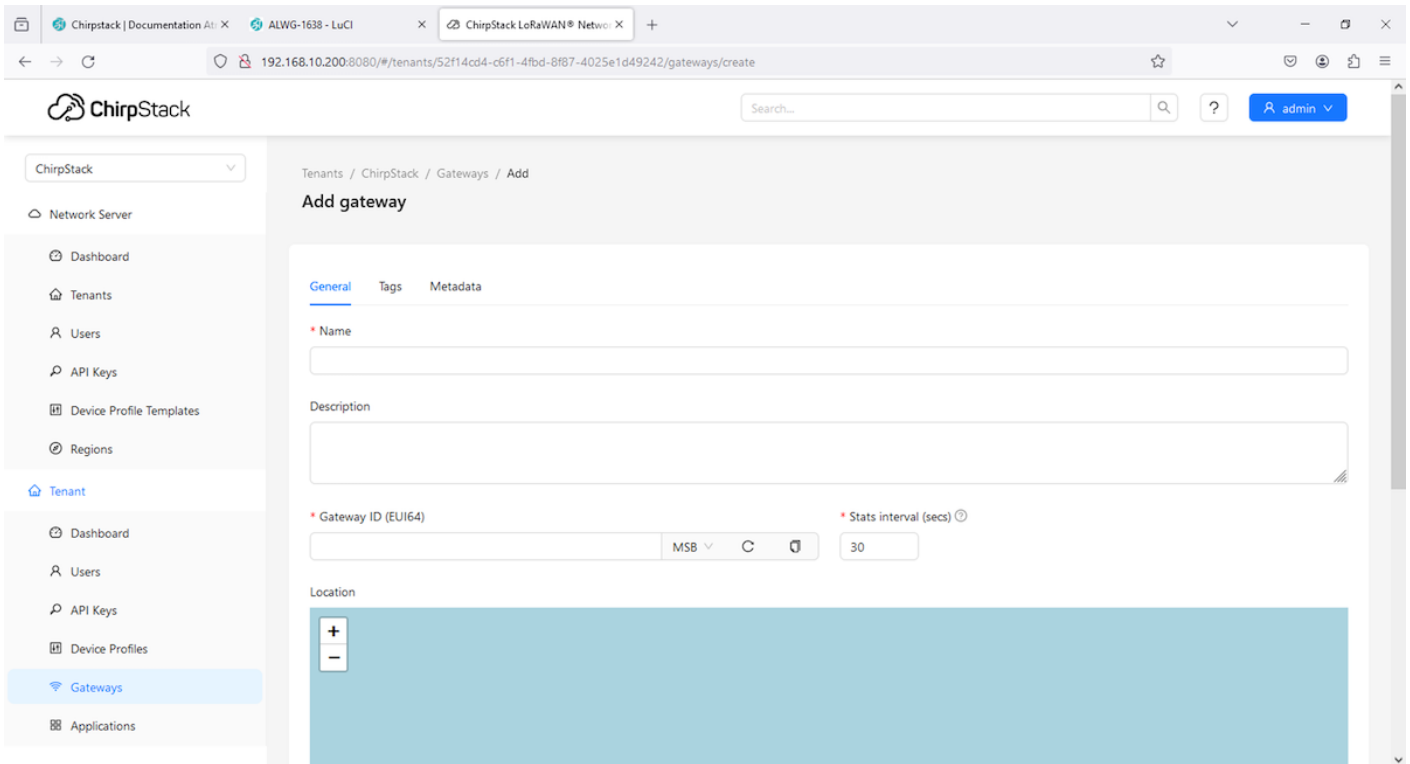 Chirpstack | Documentation At
ALWG-1638 - LuCI
ChirpStack LoRaWAN® Networ
192.168.10.200:8080/#/tenants/52f14cd4-c6f1-4fbd-8f87-4025e1d49242/gateways/create
ChirpStack
Search...
?
admin
ChirpStack
Network Server
Dashboard
Tenants
Users
API Keys
Device Profile Templates
Regions
Tenant
Dashboard
Users
API Keys
Device Profiles
Gateways
Applications
Tenants / ChirpStack / Gateways / Add
Add gateway
General Tags Metadata
* Name
Description
* Gateway ID (EUI64)
MSB
* Stats interval (secs) ?
30
Location
+
−